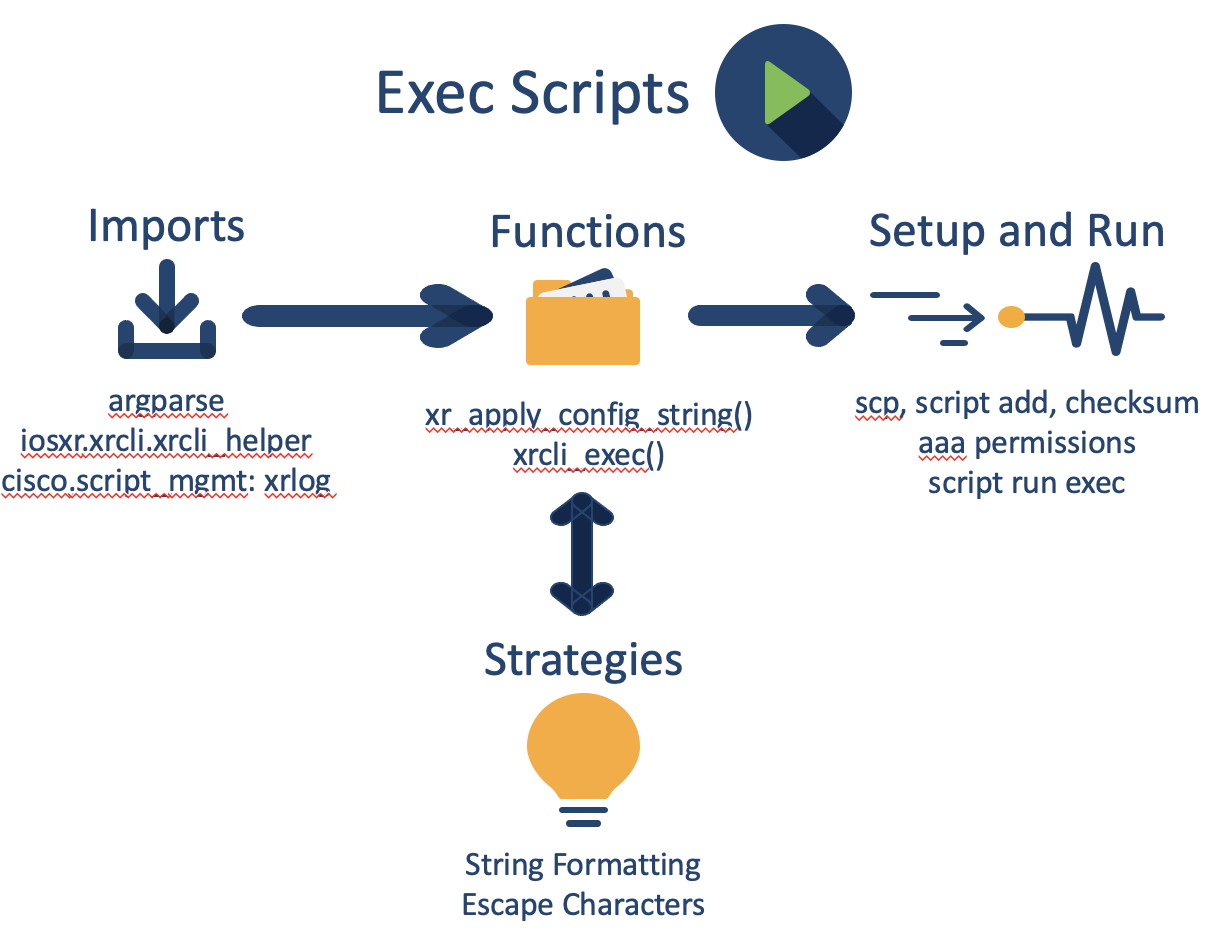 Exec Scripts
Imports
argparse
iosxr.xrcli.xrcli_helper
cisco.script_mgmt: xrlog
Functions
xr_apply_config_string()
xrcli_exec()
Setup and Run
scp, script add, checksum
aaa permissions
script run exec
Strategies
String Formatting
Escape Characters